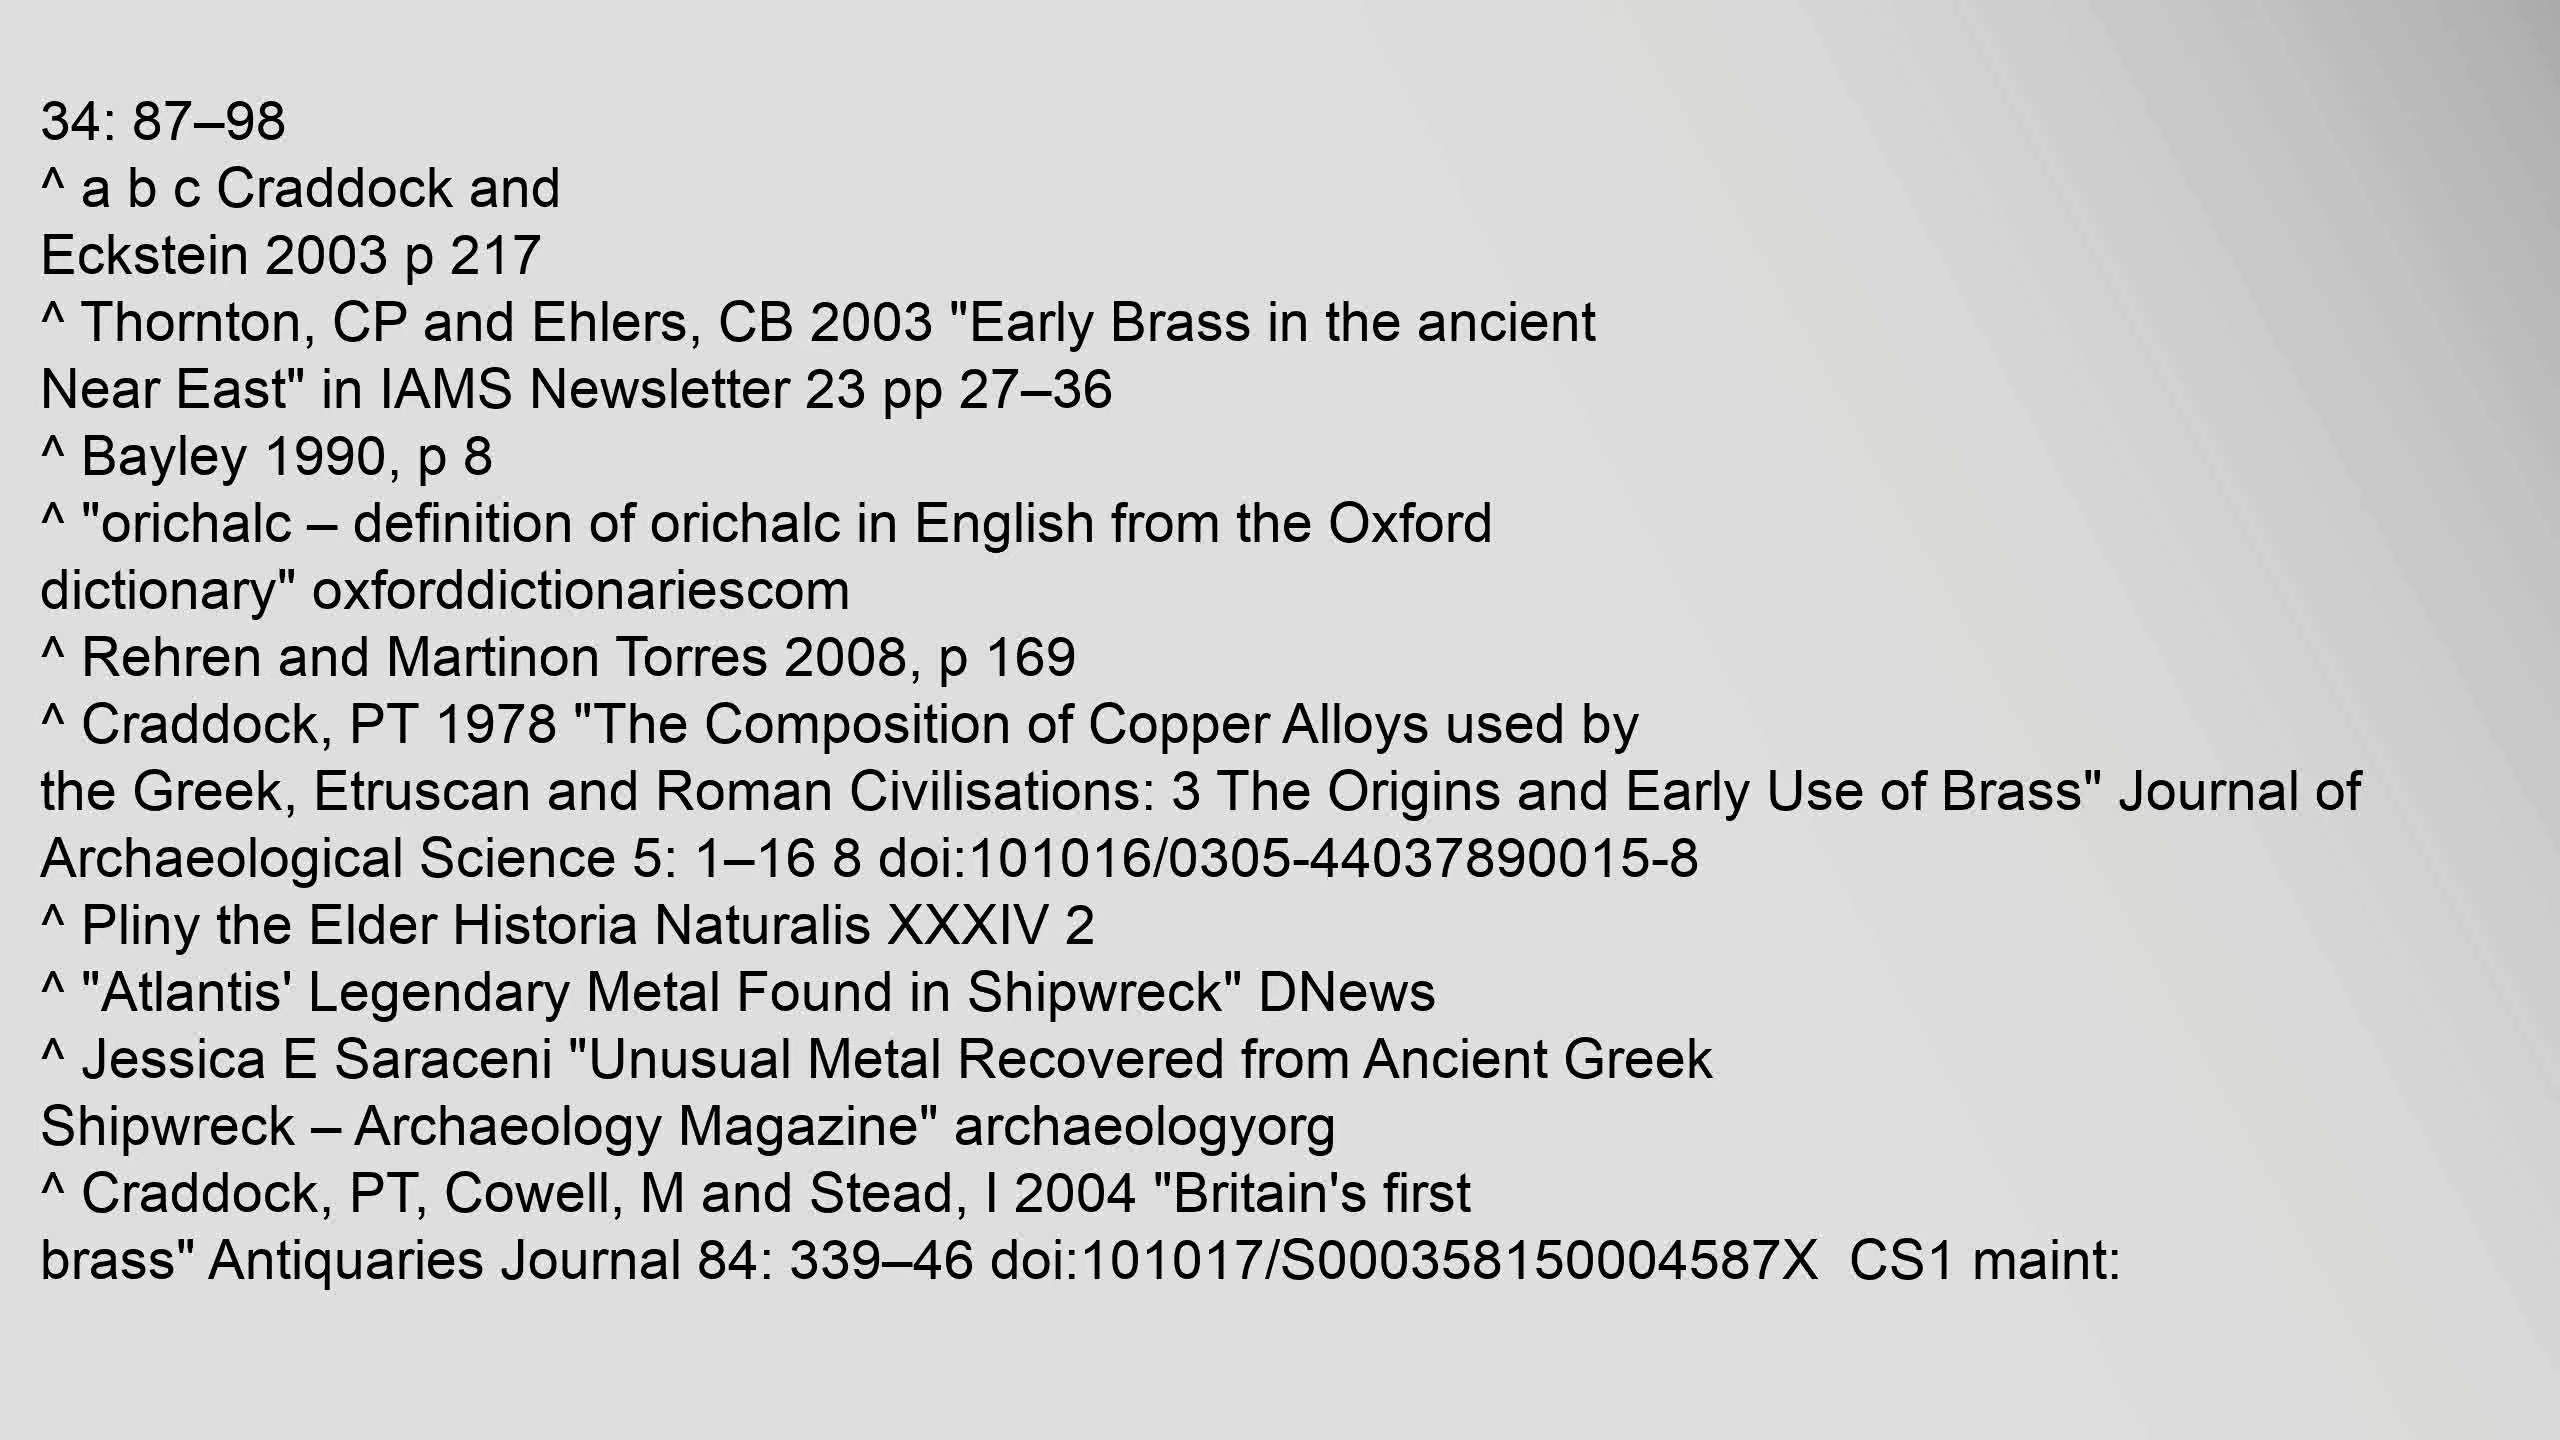 34: 87–98
^ a b c Craddock and
Eckstein 2003 p 217
^ Thornton, CP and Ehlers, CB 2003 "Early Brass in the ancient
Near East" in IAMS Newsletter 23 pp 27–36
^ Bayley 1990, p 8
^ "orichalc – definition of orichalc in English from the Oxford
dictionary" oxforddictionariescom
^ Rehren and Martinon Torres 2008, p 169
^ Craddock, PT 1978 "The Composition of Copper Alloys used by
the Greek, Etruscan and Roman Civilisations: 3 The Origins and Early Use of Brass" Journal of
Archaeological Science 5: 1–16 8 doi:101016/0305-44037890015-8
^ Pliny the Elder Historia Naturalis XXXIV 2
^ "Atlantis' Legendary Metal Found in Shipwreck" DNews
^ Jessica E Saraceni "Unusual Metal Recovered from Ancient Greek
Shipwreck – Archaeology Magazine" archaeologyorg
^ Craddock, PT, Cowell, M and Stead, I 2004 "Britain's first
brass" Antiquaries Journal 84: 339–46 doi:101017/S000358150004587X  CS1 maint: